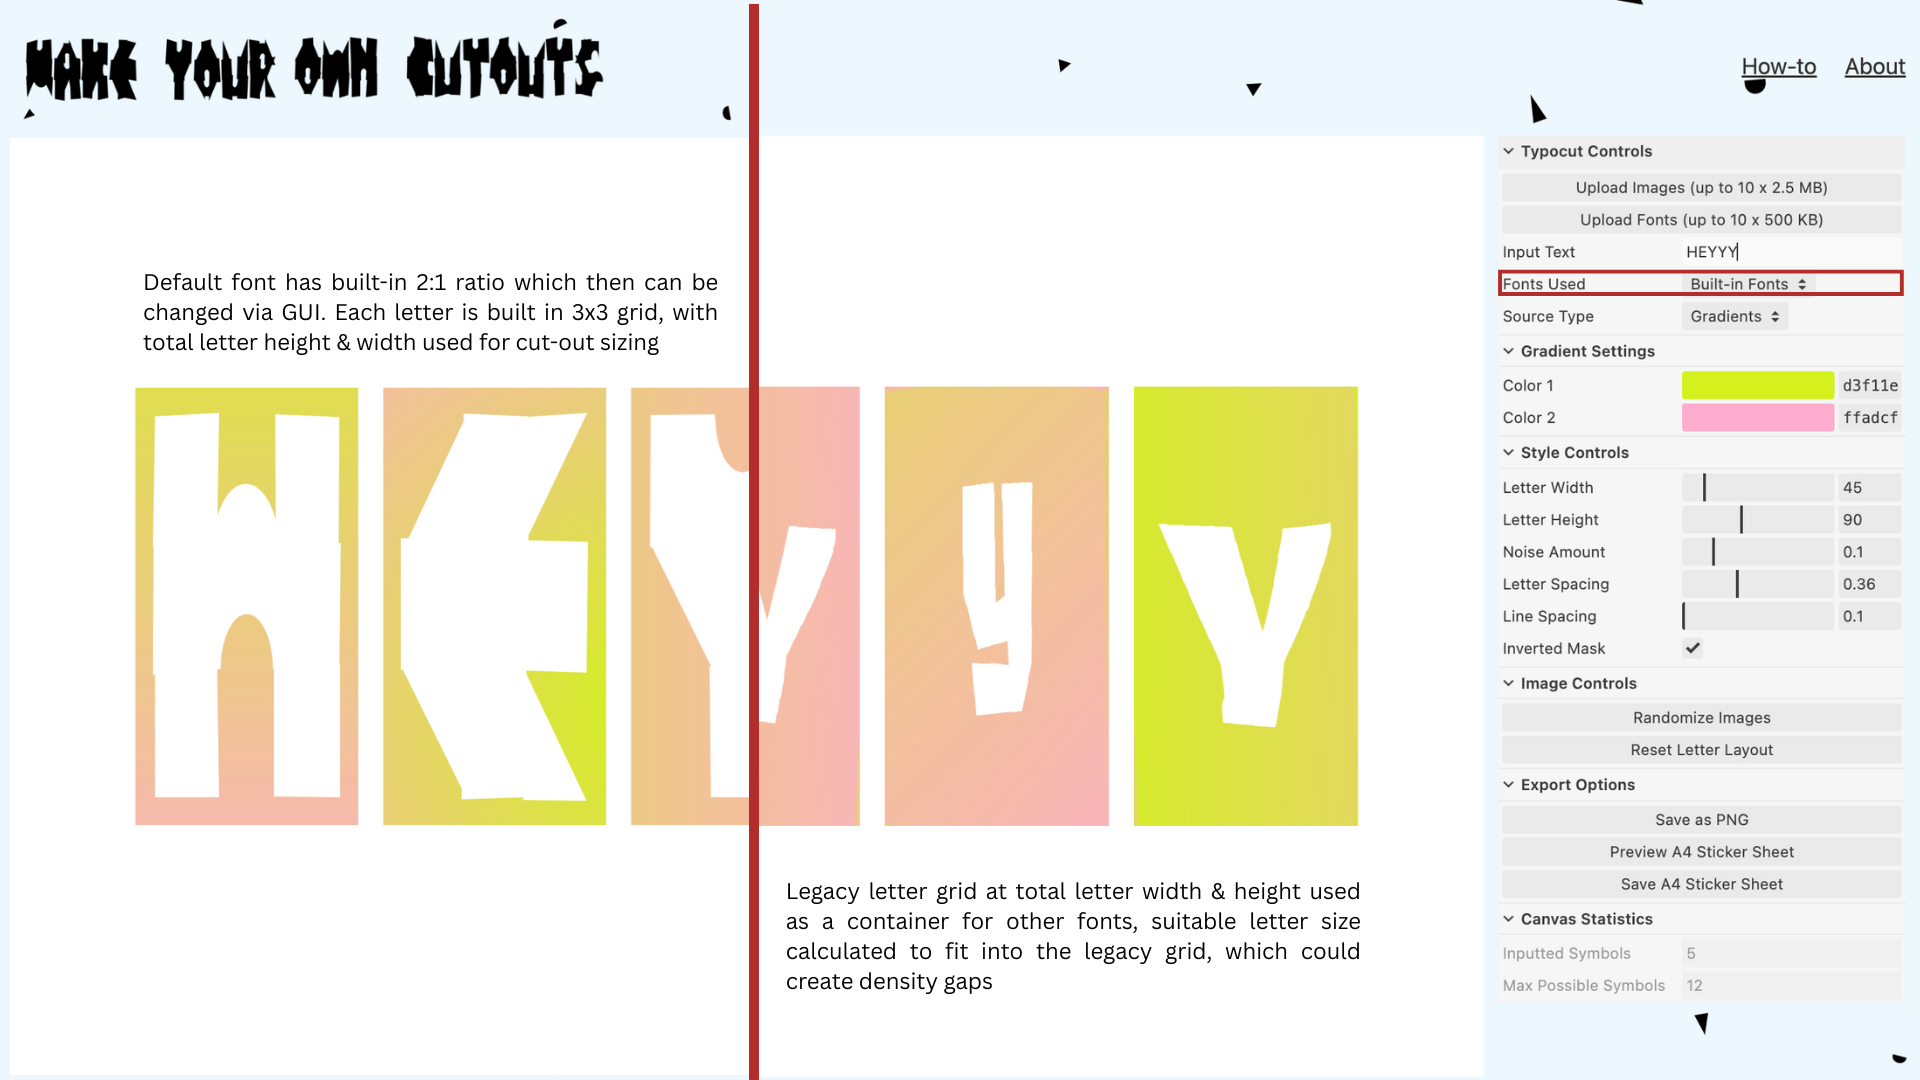 MAKE YOUR OWN CUTOUTS
How-to About
Default font has built-in 2:1 ratio which then can be
changed via GUI. Each letter is built in 3x3 grid, with
total letter height & width used for cut-out sizing
H E Y y Y
Legacy letter grid at total letter width & height used
as a container for other fonts, suitable letter size
calculated to fit into the legacy grid, which could
create density gaps
Typocut Controls
Upload Images (up to 10 x 2.5 MB)
Upload Fonts (up to 10 x 500 KB)
Input Text HEYYY
Fonts Used Built-in Fonts
Source Type Gradients
Gradient Settings
Color 1 d3f11e
Color 2 ffadcf
Style Controls
Letter Width 45
Letter Height 90
Noise Amount 0.1
Letter Spacing 0.36
Line Spacing 0.1
Inverted Mask
Image Controls
Randomize Images
Reset Letter Layout
Export Options
Save as PNG
Preview A4 Sticker Sheet
Save A4 Sticker Sheet
Canvas Statistics
Inputted Symbols 5
Max Possible Symbols 12